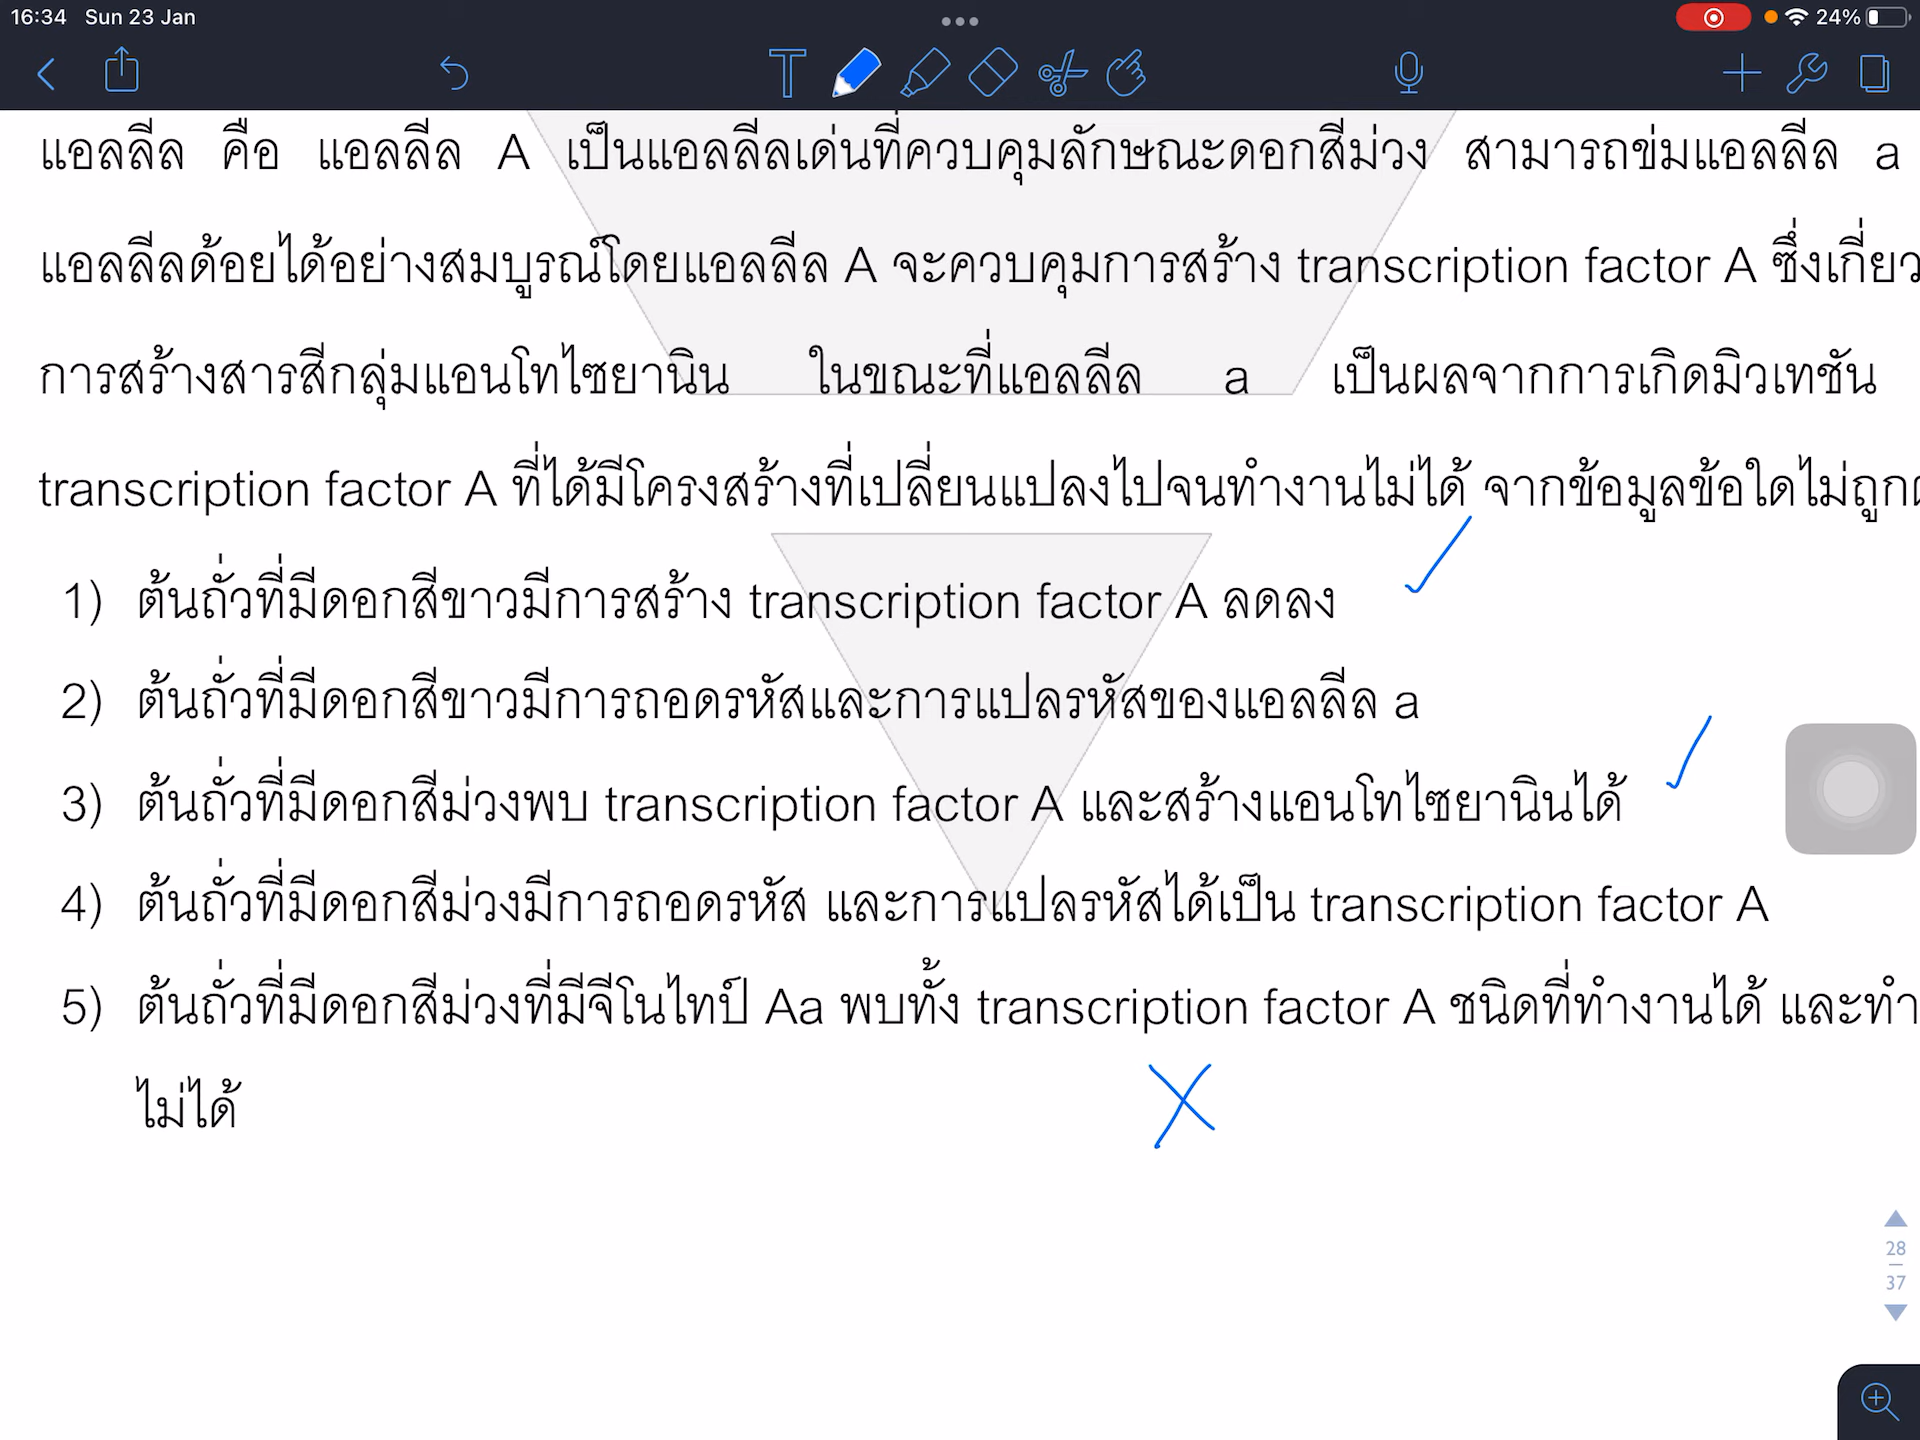 16:34 Sun 23 Jan
24%
แอลลีล คือ แอลลีล A เป็นแอลลีลเด่นที่ควบคุมลักษณะดอกสีม่วง สามารถข่มแอลลีล a
แอลลีลด้อยได้อย่างสมบูรณ์โดยแอลลีล A จะควบคุมการสร้าง transcription factor A ซึ่งเกี่ยว
การสร้างสารสีกลุ่มแอนโทไซยานิน ในขณะที่แอลลีล a เป็นผลจากการเกิดมิวเทชัน
transcription factor A ที่ได้มีโครงสร้างที่เปลี่ยนแปลงไปจนทำงานไม่ได้ จากข้อมูลข้อใดไม่ถูก
1) ต้นถั่วที่มีดอกสีขาวมีการสร้าง transcription factor A ลดลง
2) ต้นถั่วที่มีดอกสีขาวมีการถอดรหัสและการแปลรหัสของแอลลีล a
3) ต้นถั่วที่มีดอกสีม่วงพบ transcription factor A และสร้างแอนโทไซยานินได้
4) ต้นถั่วที่มีดอกสีม่วงมีการถอดรหัส และการแปลรหัสได้เป็น transcription factor A
5) ต้นถั่วที่มีดอกสีม่วงที่มีจีโนไทป์ Aa พบทั้ง transcription factor A ชนิดที่ทำงานได้ และทำ
ไม่ได้
28
37